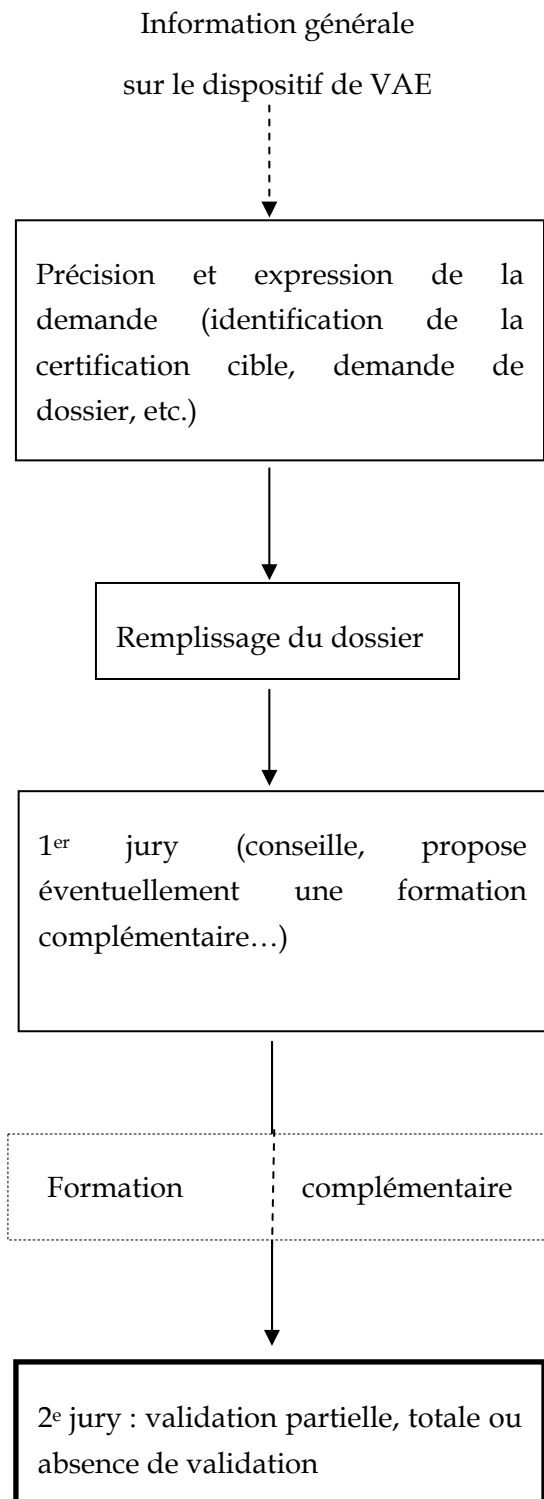 Information générale
sur le dispositif de VAE
Précision et expression de la
demande (identification de la
certification cible, demande de
dossier, etc.)
Remplissage du dossier
1er jury (conseille, propose
éventuellement une formation
complémentaire…)
Formation complémentaire
2e jury : validation partielle, totale ou
absence de validation